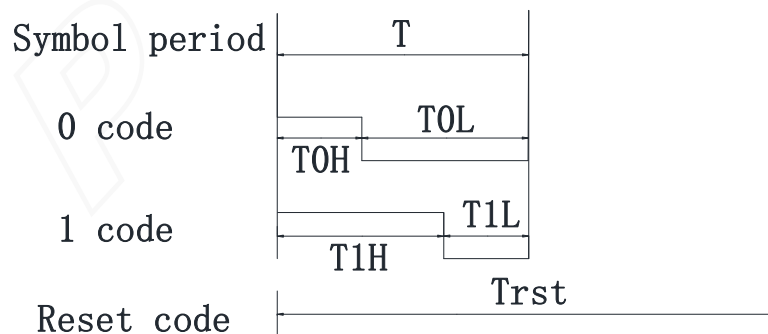 Symbol period
T
0 code
T0H
T0L
1 code
T1H
T1L
Reset code
Trst